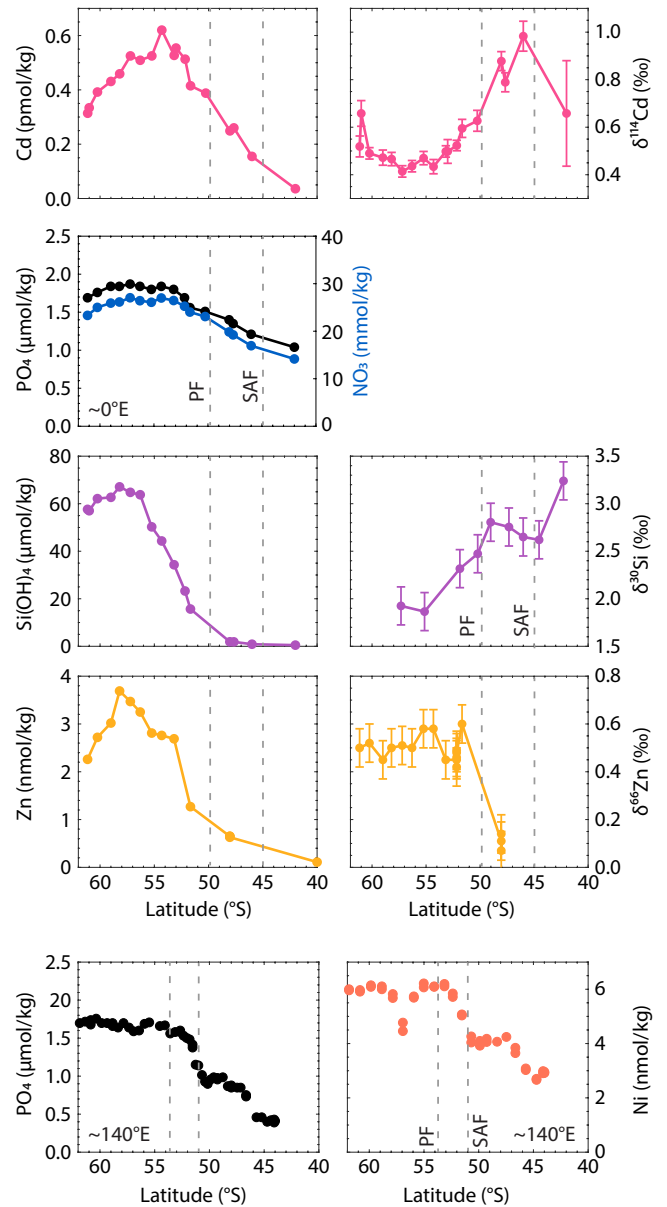 Cd (pmol/kg)
0.6
0.4
0.2
0.0
δ¹¹⁴Cd (‰)
1.0
0.8
0.6
0.4
PO₄ (µmol/kg)
2.5
2.0
1.5
1.0
0.5
0.0
NO₃ (mmol/kg)
40
30
20
10
0
~0°E
PF
SAF
Si(OH)₄ (µmol/kg)
80
60
40
20
0
δ³⁰Si (‰)
3.5
3.0
2.5
2.0
1.5
PF
SAF
Zn (nmol/kg)
4
3
2
1
0
60 55 50 45 40
Latitude (°S)
δ⁶⁶Zn (‰)
0.8
0.6
0.4
0.2
0.0
60 55 50 45 40
Latitude (°S)
PO₄ (µmol/kg)
2.5
2.0
1.5
1.0
0.5
0.0
~140°E
60 55 50 45 40
Latitude (°S)
Ni (nmol/kg)
6
4
2
0
PF
SAF
~140°E
60 55 50 45 40
Latitude (°S)